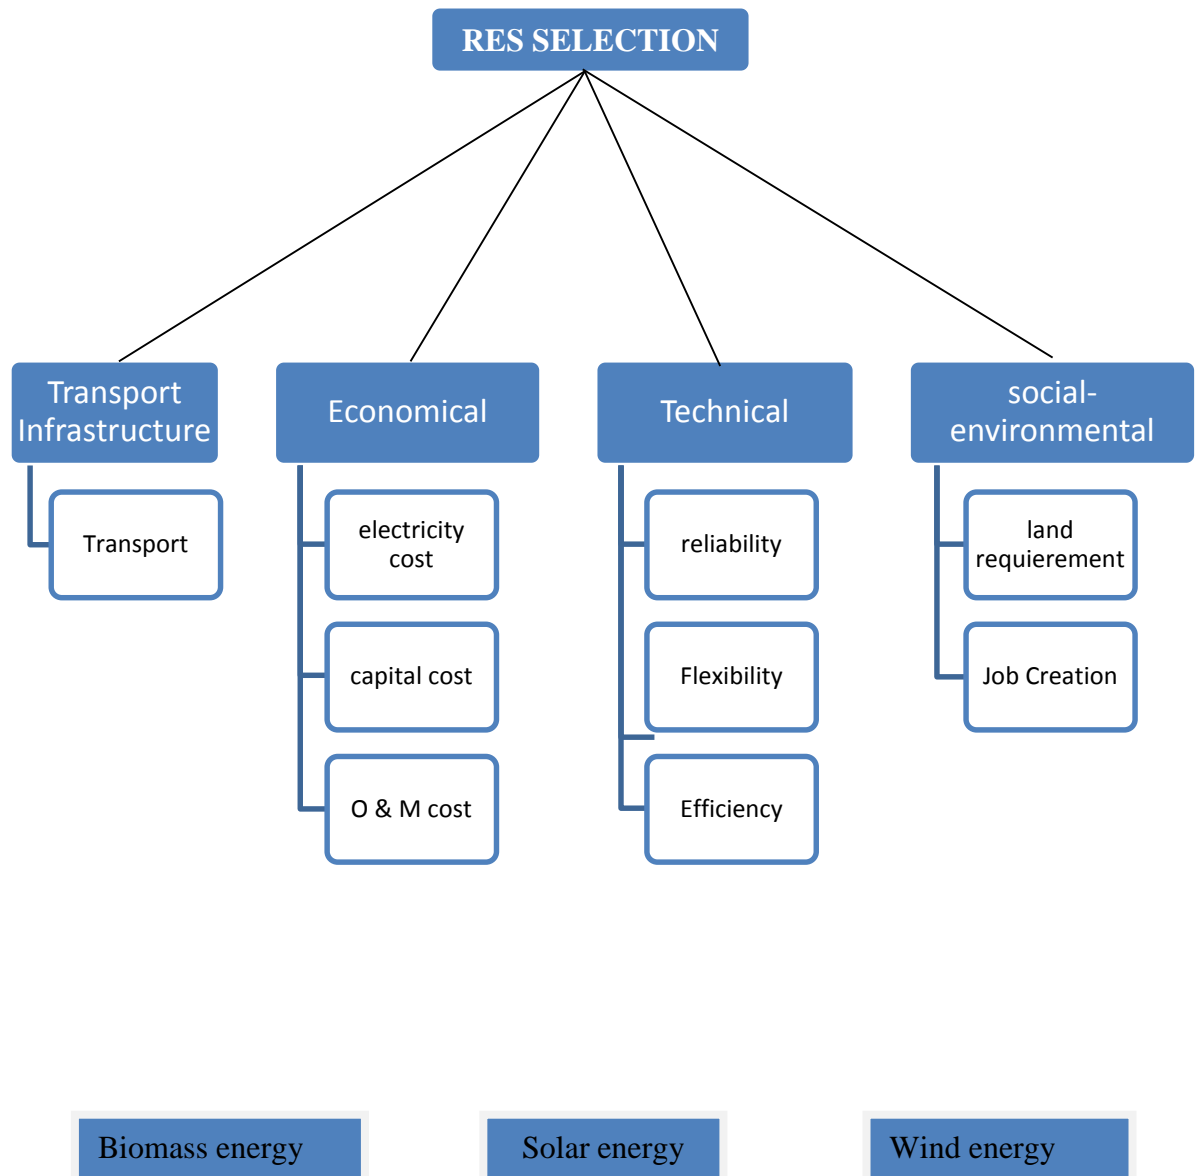 RES SELECTION
Transport
Infrastructure
Economical
Technical
social-
environmental
Transport
electricity
cost
reliability
land
requierement
capital cost
Flexibility
Job Creation
O & M cost
Efficiency
Biomass energy
Solar energy
Wind energy